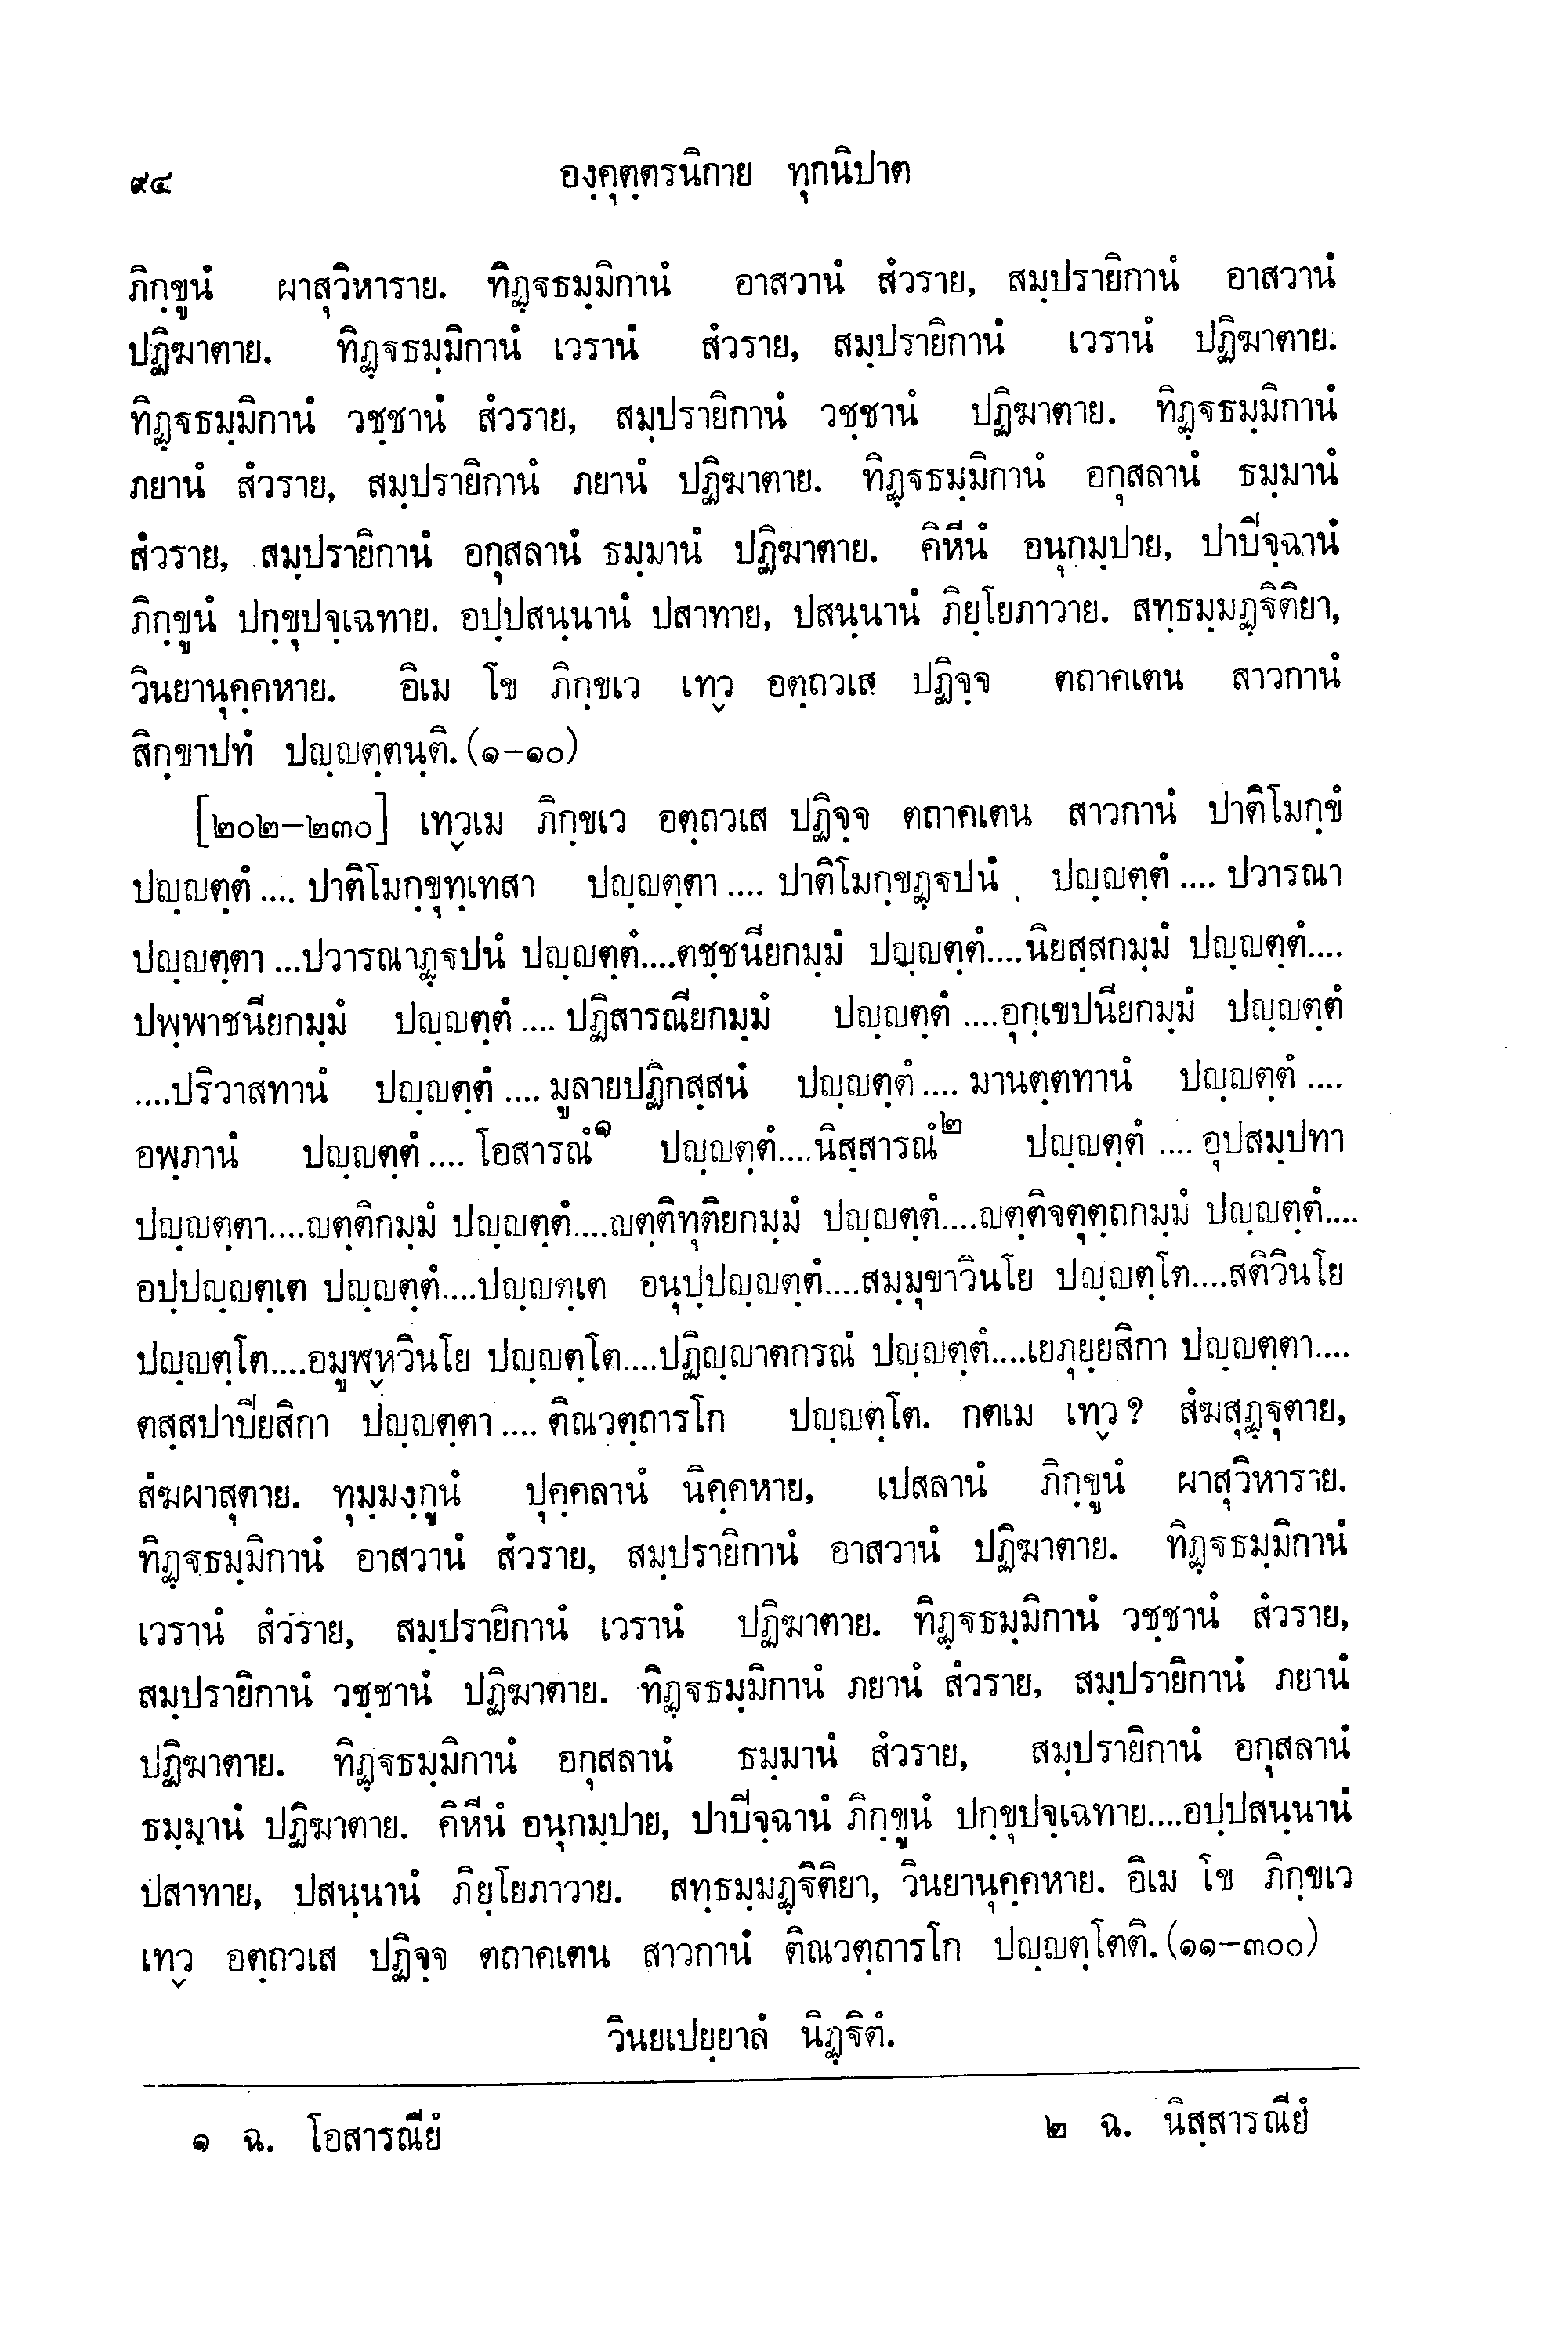 ๙๔ องฺคุตฺตรนิกาย ทุกนิปาต
ภิกฺขูนํ ผาสุวิหาราย. ทิฏฺฐธมฺมิกานํ อาสวานํ สํวราย, สมฺปรายิกานํ อาสวานํ
ปฏิฆาตาย. ทิฏฺฐธมฺมิกานํ เวรานํ สํวราย, สมฺปรายิกานํ เวรานํ ปฏิฆาตาย.
ทิฏฺฐธมฺมิกานํ วชฺชานํ สํวราย, สมฺปรายิกานํ วชฺชานํ ปฏิฆาตาย. ทิฏฺฐธมฺมิกานํ
ภยานํ สํวราย, สมฺปรายิกานํ ภยานํ ปฏิฆาตาย. ทิฏฺฐธมฺมิกานํ อกุสลานํ ธมฺมานํ
สํวราย, สมฺปรายิกานํ อกุสลานํ ธมฺมานํ ปฏิฆาตาย. คิหีนํ อนุกมฺปาย, ปาปีจฺฉานํ
ภิกฺขูนํ ปกฺขุปจฺเฉทาย. อปฺปสนฺนานํ ปสาทาย, ปสนฺนานํ ภิยฺโยภาวาย. สทฺธมฺมฏฺฐิติยา,
วินยานุคฺคหาย. อิเม โข ภิกฺขเว เทฺว อตฺถวเส ปฏิจฺจ ตถาคเตน สาวกานํ
สิกฺขาปทํ ปญฺญตฺตนฺติ. (๑–๑๐)
[๒๐๒–๒๓๐] เทฺวเม ภิกฺขเว อตฺถวเส ปฏิจฺจ ตถาคเตน สาวกานํ ปาติโมกฺขํ
ปญฺญตฺตํ .... ปาติโมกฺขุทฺเทสา ปญฺญตฺตา .... ปาติโมกฺขฏฺฐปนํ ปญฺญตฺตํ .... ปวารณา
ปญฺญตฺตา ...ปวารณาฏฺฐปนํ ปญฺญตฺตํ....ตชฺชนียกมฺมํ ปญฺญตฺตํ....นิยสฺสกมฺมํ ปญฺญตฺตํ....
ปพฺพาชนียกมฺมํ ปญฺญตฺตํ .... ปฏิสารณียกมฺมํ ปญฺญตฺตํ ....อุกฺเขปนียกมฺมํ ปญฺญตฺตํ
....ปริวาสทานํ ปญฺญตฺตํ .... มูลายปฏิกสฺสนํ ปญฺญตฺตํ .... มานตฺตทานํ ปญฺญตฺตํ ....
อพฺภานํ ปญฺญตฺตํ .... โอสารณํ๑ ปญฺญตฺตํ....นิสฺสารณํ๒ ปญฺญตฺตํ .... อุปสมฺปทา
ปญฺญตฺตา....ญตฺติกมฺมํ ปญฺญตฺตํ....ญตฺติทุติยกมฺมํ ปญฺญตฺตํ....ญตฺติจตุตฺถกมฺมํ ปญฺญตฺตํ....
อปฺปญฺญตฺเต ปญฺญตฺตํ....ปญฺญตฺเต อนุปฺปญฺญตฺตํ....สมฺมุขาวินโย ปญฺญตฺโต....สติวินโย
ปญฺญตฺโต....อมูฬฺหวินโย ปญฺญตฺโต....ปฏิญฺญาตกรณํ ปญฺญตฺตํ....เยภุยฺยสิกา ปญฺญตฺตา....
ตสฺสปาปียสิกา ปญฺญตฺตา .... ติณวตฺถารโก ปญฺญตฺโต. กตเม เทฺว ? สํฆสุฏฺฐุตาย,
สํฆผาสุตาย. ทุมฺมงฺกูนํ ปุคฺคลานํ นิคฺคหาย, เปสลานํ ภิกฺขูนํ ผาสุวิหาราย.
ทิฏฺฐธมฺมิกานํ อาสวานํ สํวราย, สมฺปรายิกานํ อาสวานํ ปฏิฆาตาย. ทิฏฺฐธมฺมิกานํ
เวรานํ สํวราย, สมฺปรายิกานํ เวรานํ ปฏิฆาตาย. ทิฏฺฐธมฺมิกานํ วชฺชานํ สํวราย,
สมฺปรายิกานํ วชฺชานํ ปฏิฆาตาย. ทิฏฺฐธมฺมิกานํ ภยานํ สํวราย, สมฺปรายิกานํ ภยานํ
ปฏิฆาตาย. ทิฏฺฐธมฺมิกานํ อกุสลานํ ธมฺมานํ สํวราย, สมฺปรายิกานํ อกุสลานํ
ธมฺมานํ ปฏิฆาตาย. คิหีนํ อนุกมฺปาย, ปาปีจฺฉานํ ภิกฺขูนํ ปกฺขุปจฺเฉทาย....อปฺปสนฺนานํ
ปสาทาย, ปสนฺนานํ ภิยฺโยภาวาย. สทฺธมฺมฏฺฐิติยา, วินยานุคฺคหาย. อิเม โข ภิกฺขเว
เทฺว อตฺถวเส ปฏิจฺจ ตถาคเตน สาวกานํ ติณวตฺถารโก ปญฺญตฺโตติ. (๑๑–๓๐๐)
วินยเปยฺยาลํ นิฏฺฐิตํ.
๑ ฉ. โอสารณียํ ๒ ฉ. นิสฺสารณียํ